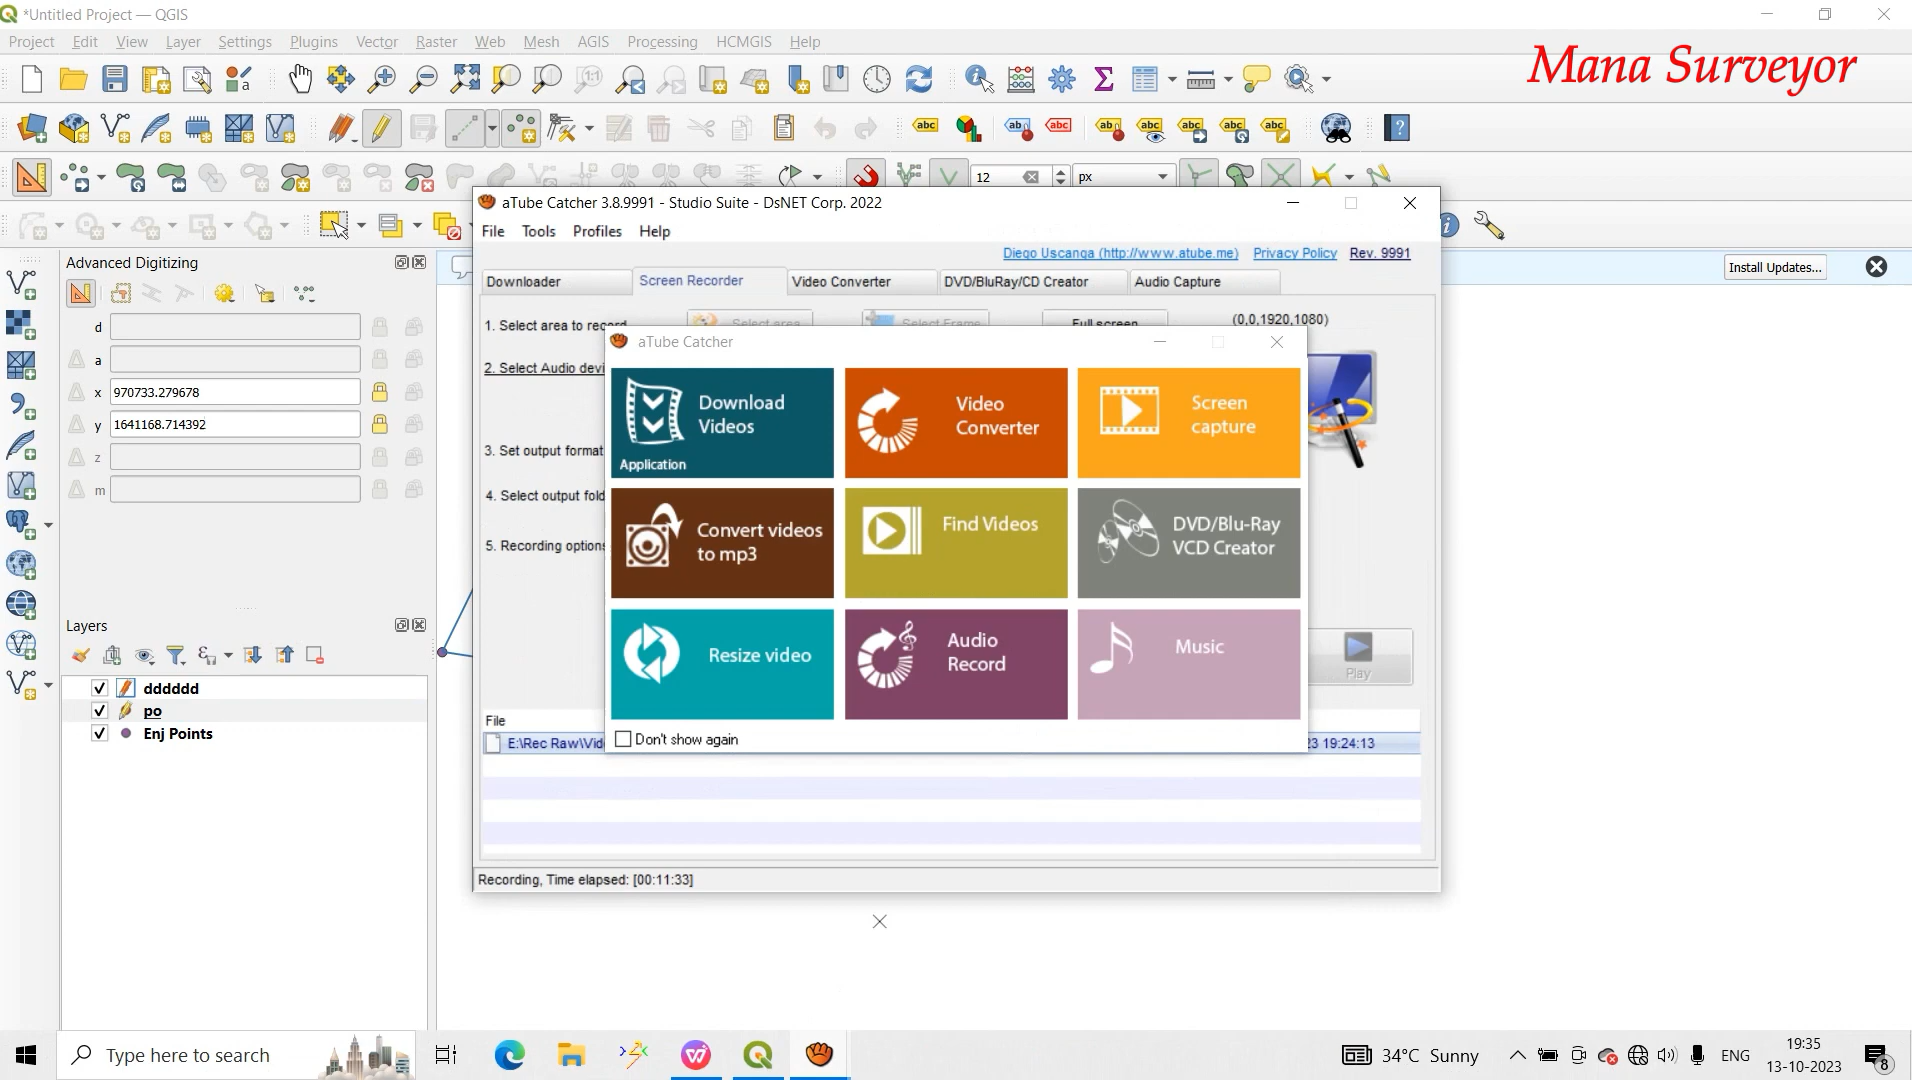 *Untitled Project — QGIS
Project Edit View Layer Settings Plugins Vector Raster Web Mesh AGIS Processing HCMGIS Help
Mana Surveyor
12 px
aTube Catcher 3.8.9991 - Studio Suite - DsNET Corp. 2022
File Tools Profiles Help
Diego Uscanga (http://www.atube.me) Privacy Policy Rev. 9991
Downloader Screen Recorder Video Converter DVD/BluRay/CD Creator Audio Capture
Install Updates...
Advanced Digitizing
d
a
x 970733.279678
y 1641168.714392
z
m
1. Select area to record Select area Select Frame Full screen (0,0,1920,1080)
2. Select Audio devi
3. Set output format
4. Select output fold
5. Recording options
aTube Catcher
Download Videos
Application
Video Converter
Screen capture
Convert videos to mp3
Find Videos
DVD/Blu-Ray VCD Creator
Resize video
Audio Record
Music
Don't show again
Play
File
E:\Rec Raw\Vid
3 19:24:13
Recording, Time elapsed: [00:11:33]
Layers
dddddd
po
Enj Points
Type here to search
34°C Sunny
ENG
19:35
13-10-2023
8